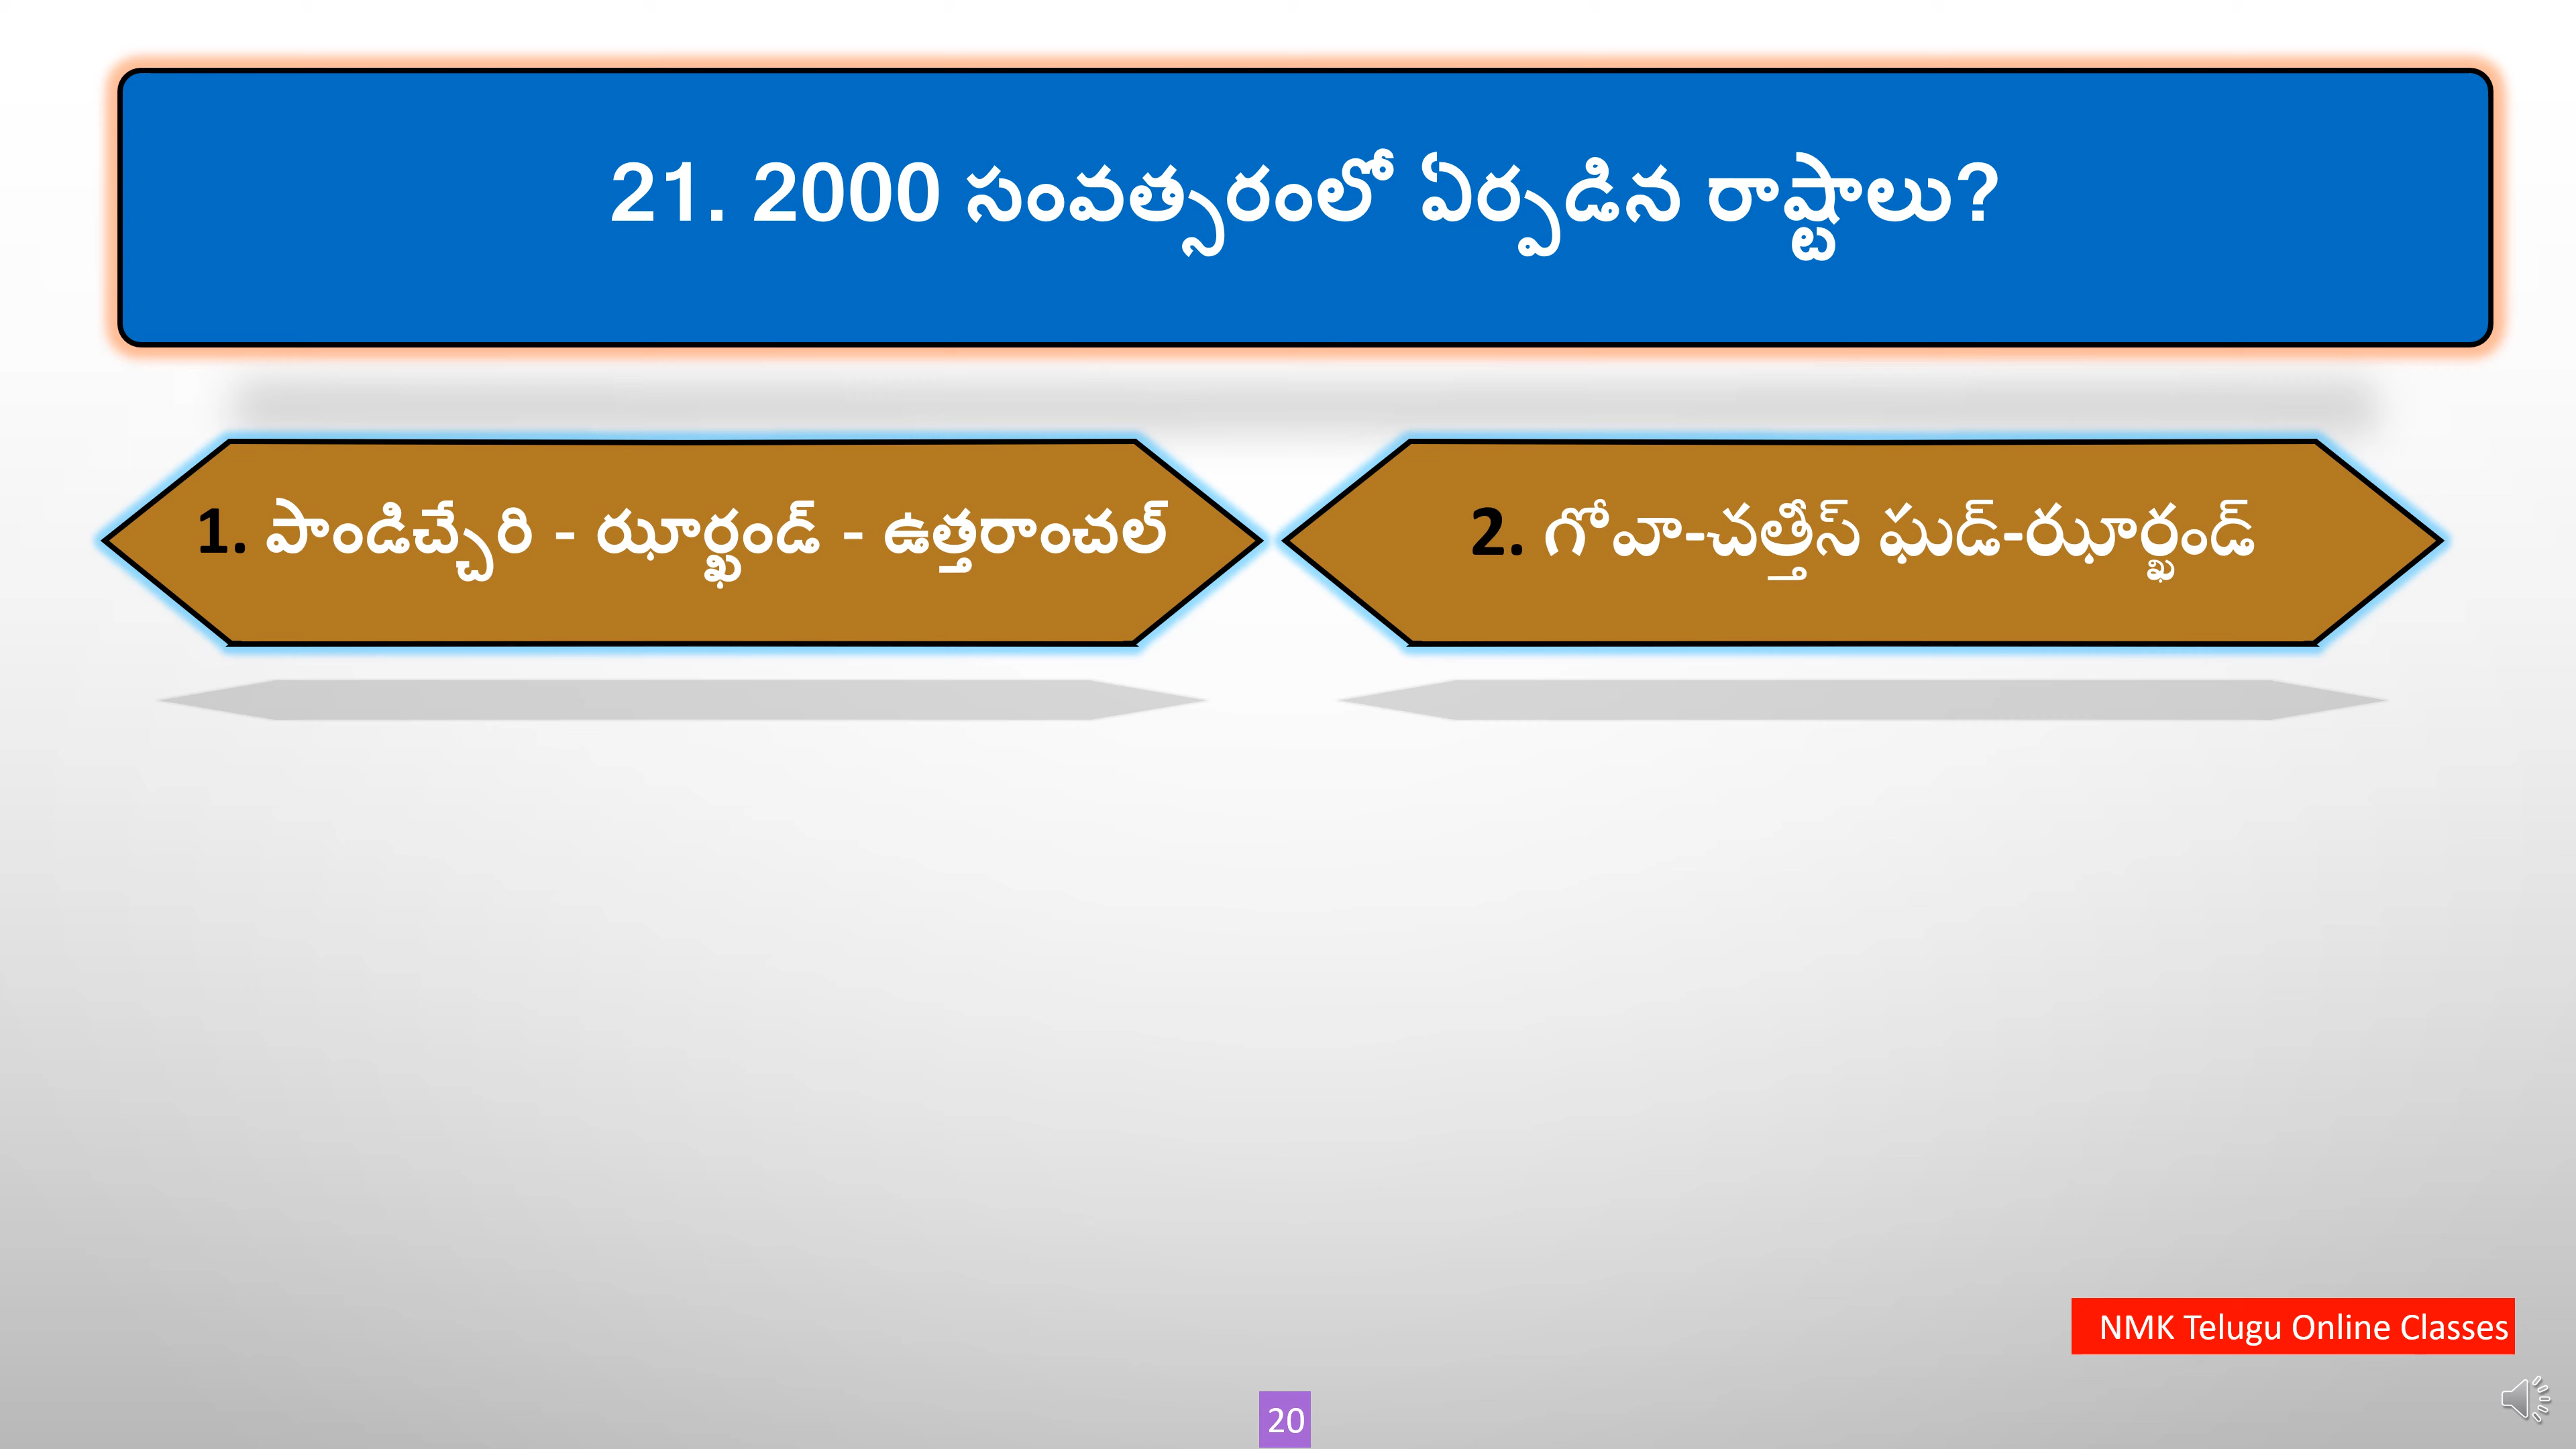 21. 2000 సంవత్సరంలో ఏర్పడిన రాష్టాలు?
1. పాండిచ్చేరి - ఝార్ఖండ్ - ఉత్తరాంచల్
2. గోవా-చత్తీస్ ఘడ్-ఝార్ఖండ్
NMK Telugu Online Classes
20